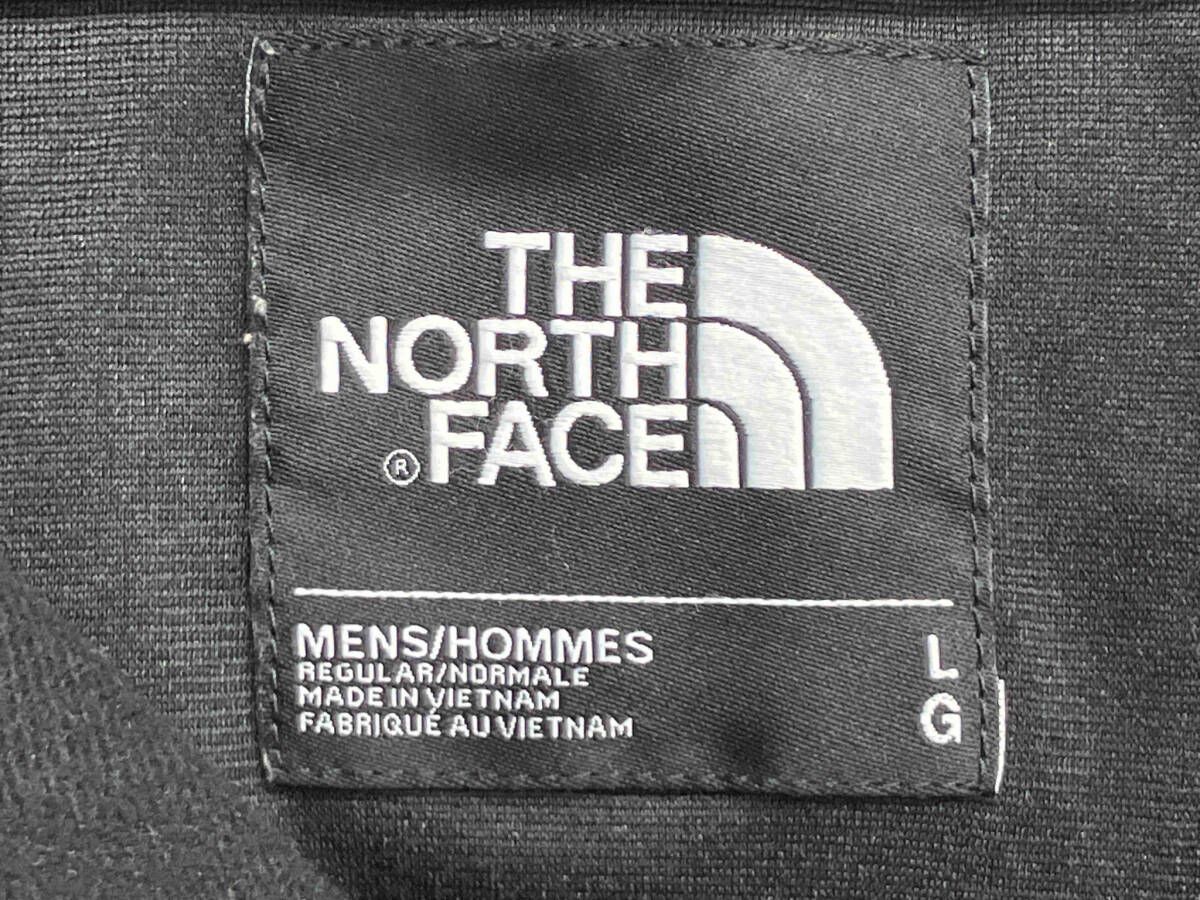 THE
NORTH
® FACE
MENS/HOMMES L
REGULAR/NORMALE
MADE IN VIETNAM G
FABRIQUÉ AU VIETNAM